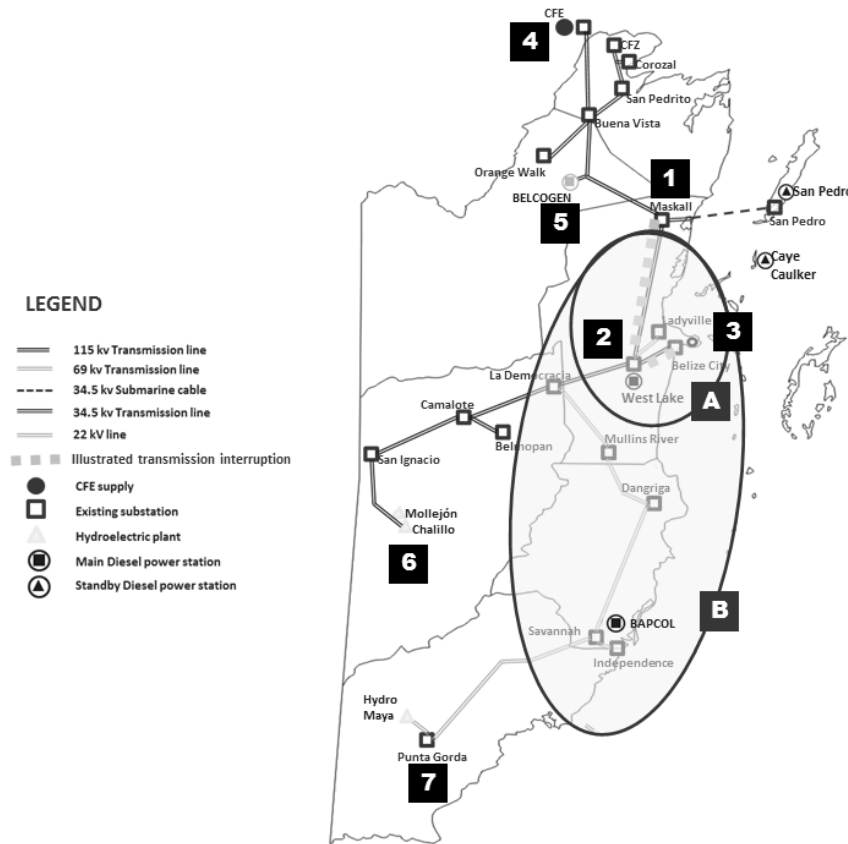 CFE
4
CFZ
Corozal
San Pedrito
Buena Vista
Orange Walk
1
BELCOGEN
Maskall
5
San Pedro
San Pedro
Caye
Caulker
LEGEND
115 kv Transmission line
69 kv Transmission line
34.5 kv Submarine cable
34.5 kv Transmission line
22 kV line
Illustrated transmission interruption
CFE supply
Existing substation
Hydroelectric plant
Main Diesel power station
Standby Diesel power station
Ladyville
2
3
Belize City
La Democracia
West Lake
A
Camalote
Belmopan
Mullins River
San Ignacio
Dangriga
Mollejón
Chalillo
6
B
Savannah
BAPCOL
Independence
Hydro
Maya
Punta Gorda
7